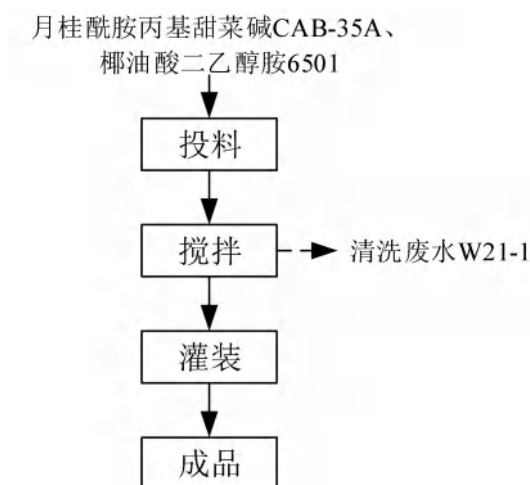 月桂酰胺丙基甜菜碱CAB-35A、
椰油酸二乙醇胺6501
投料
搅拌
清洗废水W21-1
灌装
成品